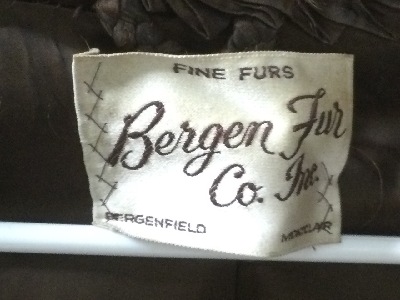 FINE FURS
Bergen Fur
Co. Inc.
BERGENFIELD MONTCLAIR